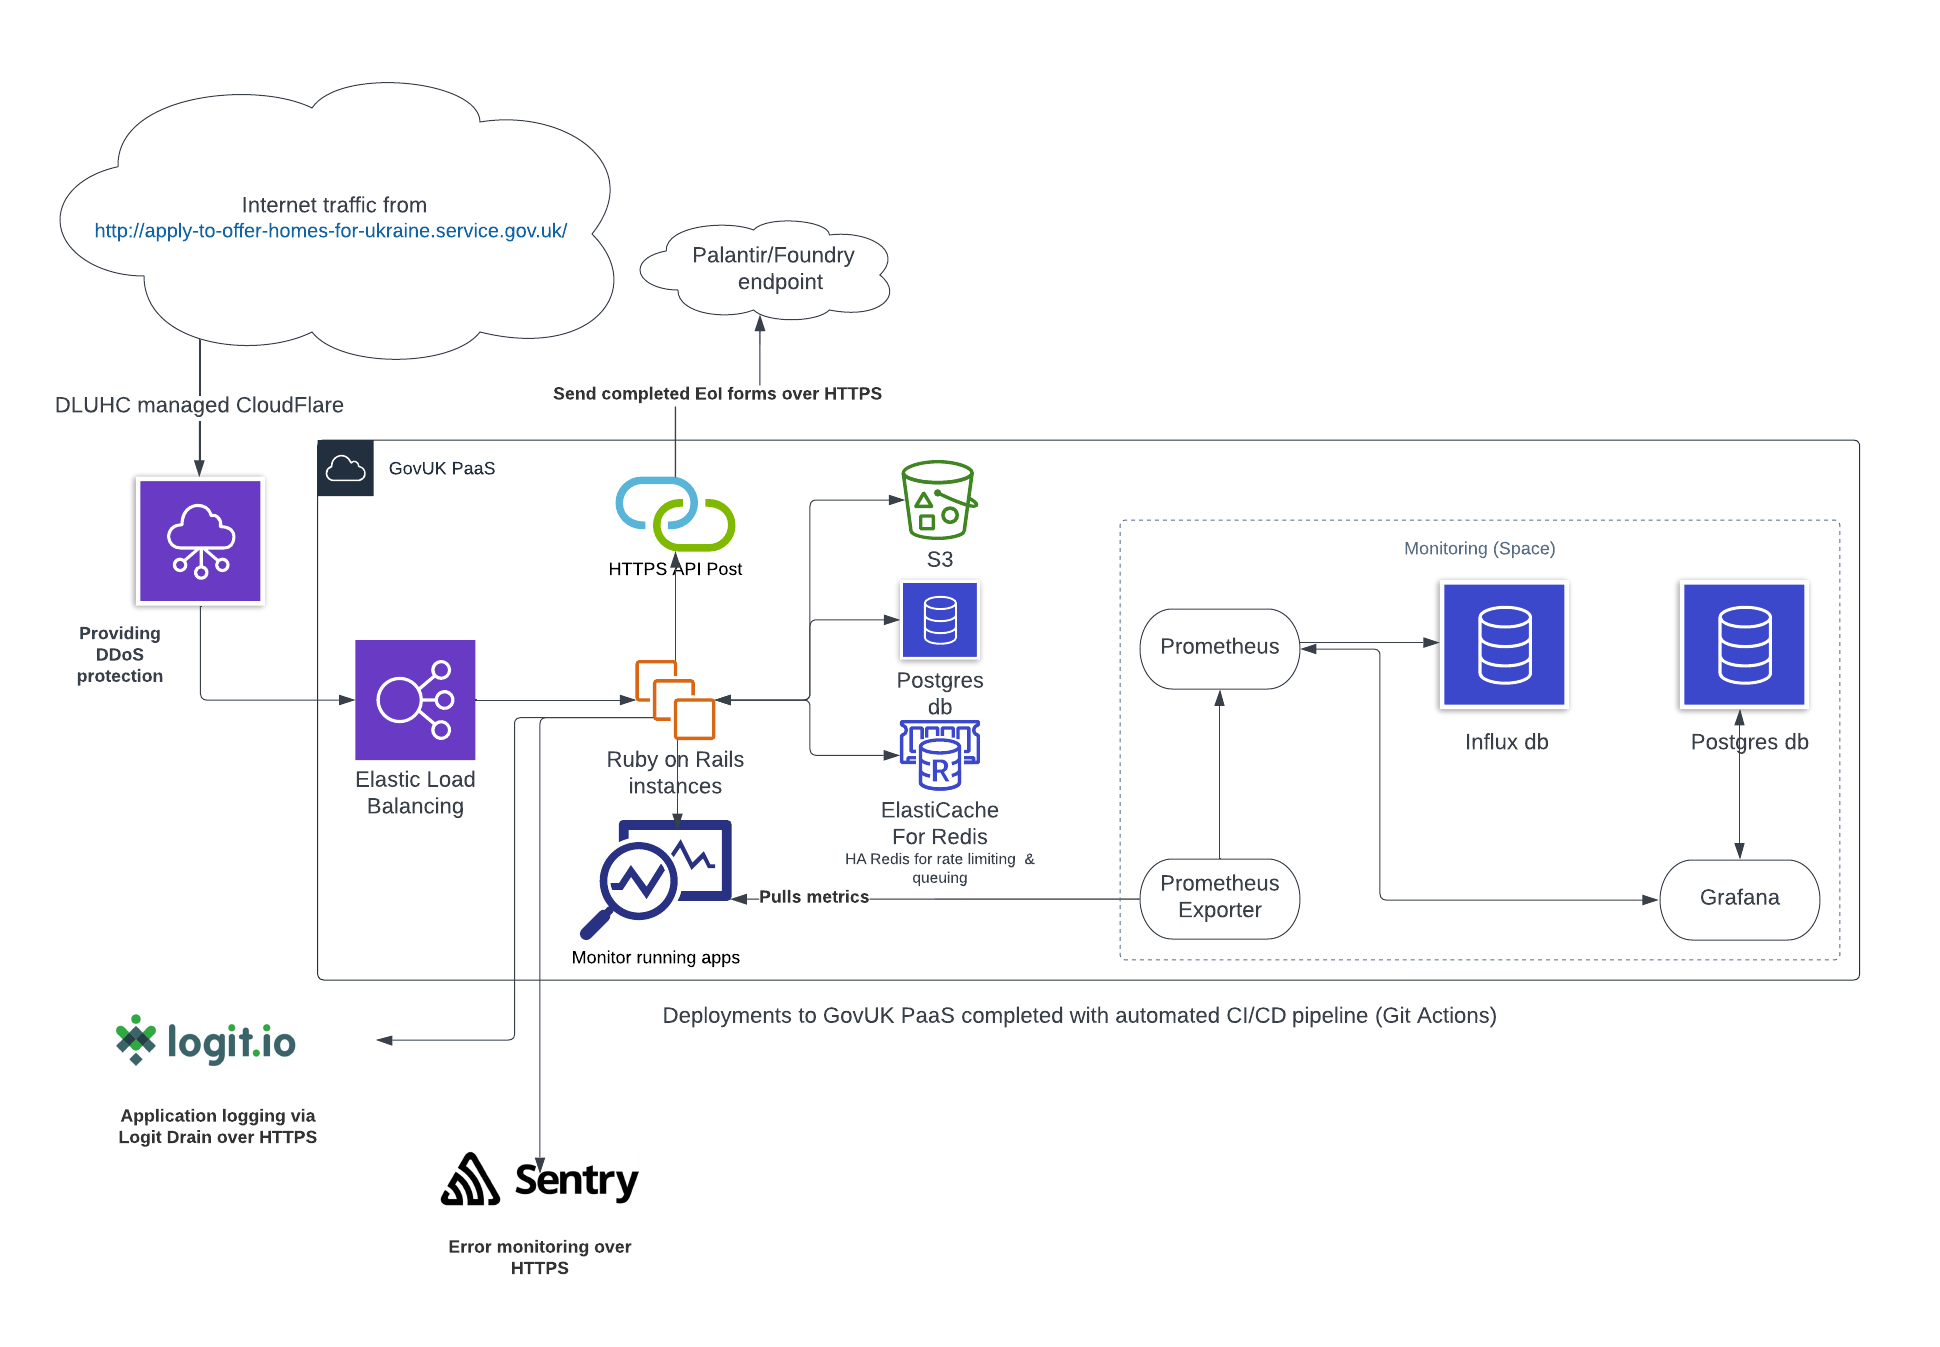 Internet traffic from
http://apply-to-offer-homes-for-ukraine.service.gov.uk/
Palantir/Foundry
endpoint
Send completed EoI forms over HTTPS
DLUHC managed CloudFlare
GovUK PaaS
HTTPS API Post
S3
Monitoring (Space)
Providing
DDoS
protection
Prometheus
Postgres
db
Influx db
Postgres db
Elastic Load
Balancing
Ruby on Rails
instances
R
ElastiCache
For Redis
HA Redis for rate limiting &
queuing
Pulls metrics
Prometheus
Exporter
Grafana
Monitor running apps
Deployments to GovUK PaaS completed with automated CI/CD pipeline (Git Actions)
logit.io
Application logging via
Logit Drain over HTTPS
Sentry
Error monitoring over
HTTPS